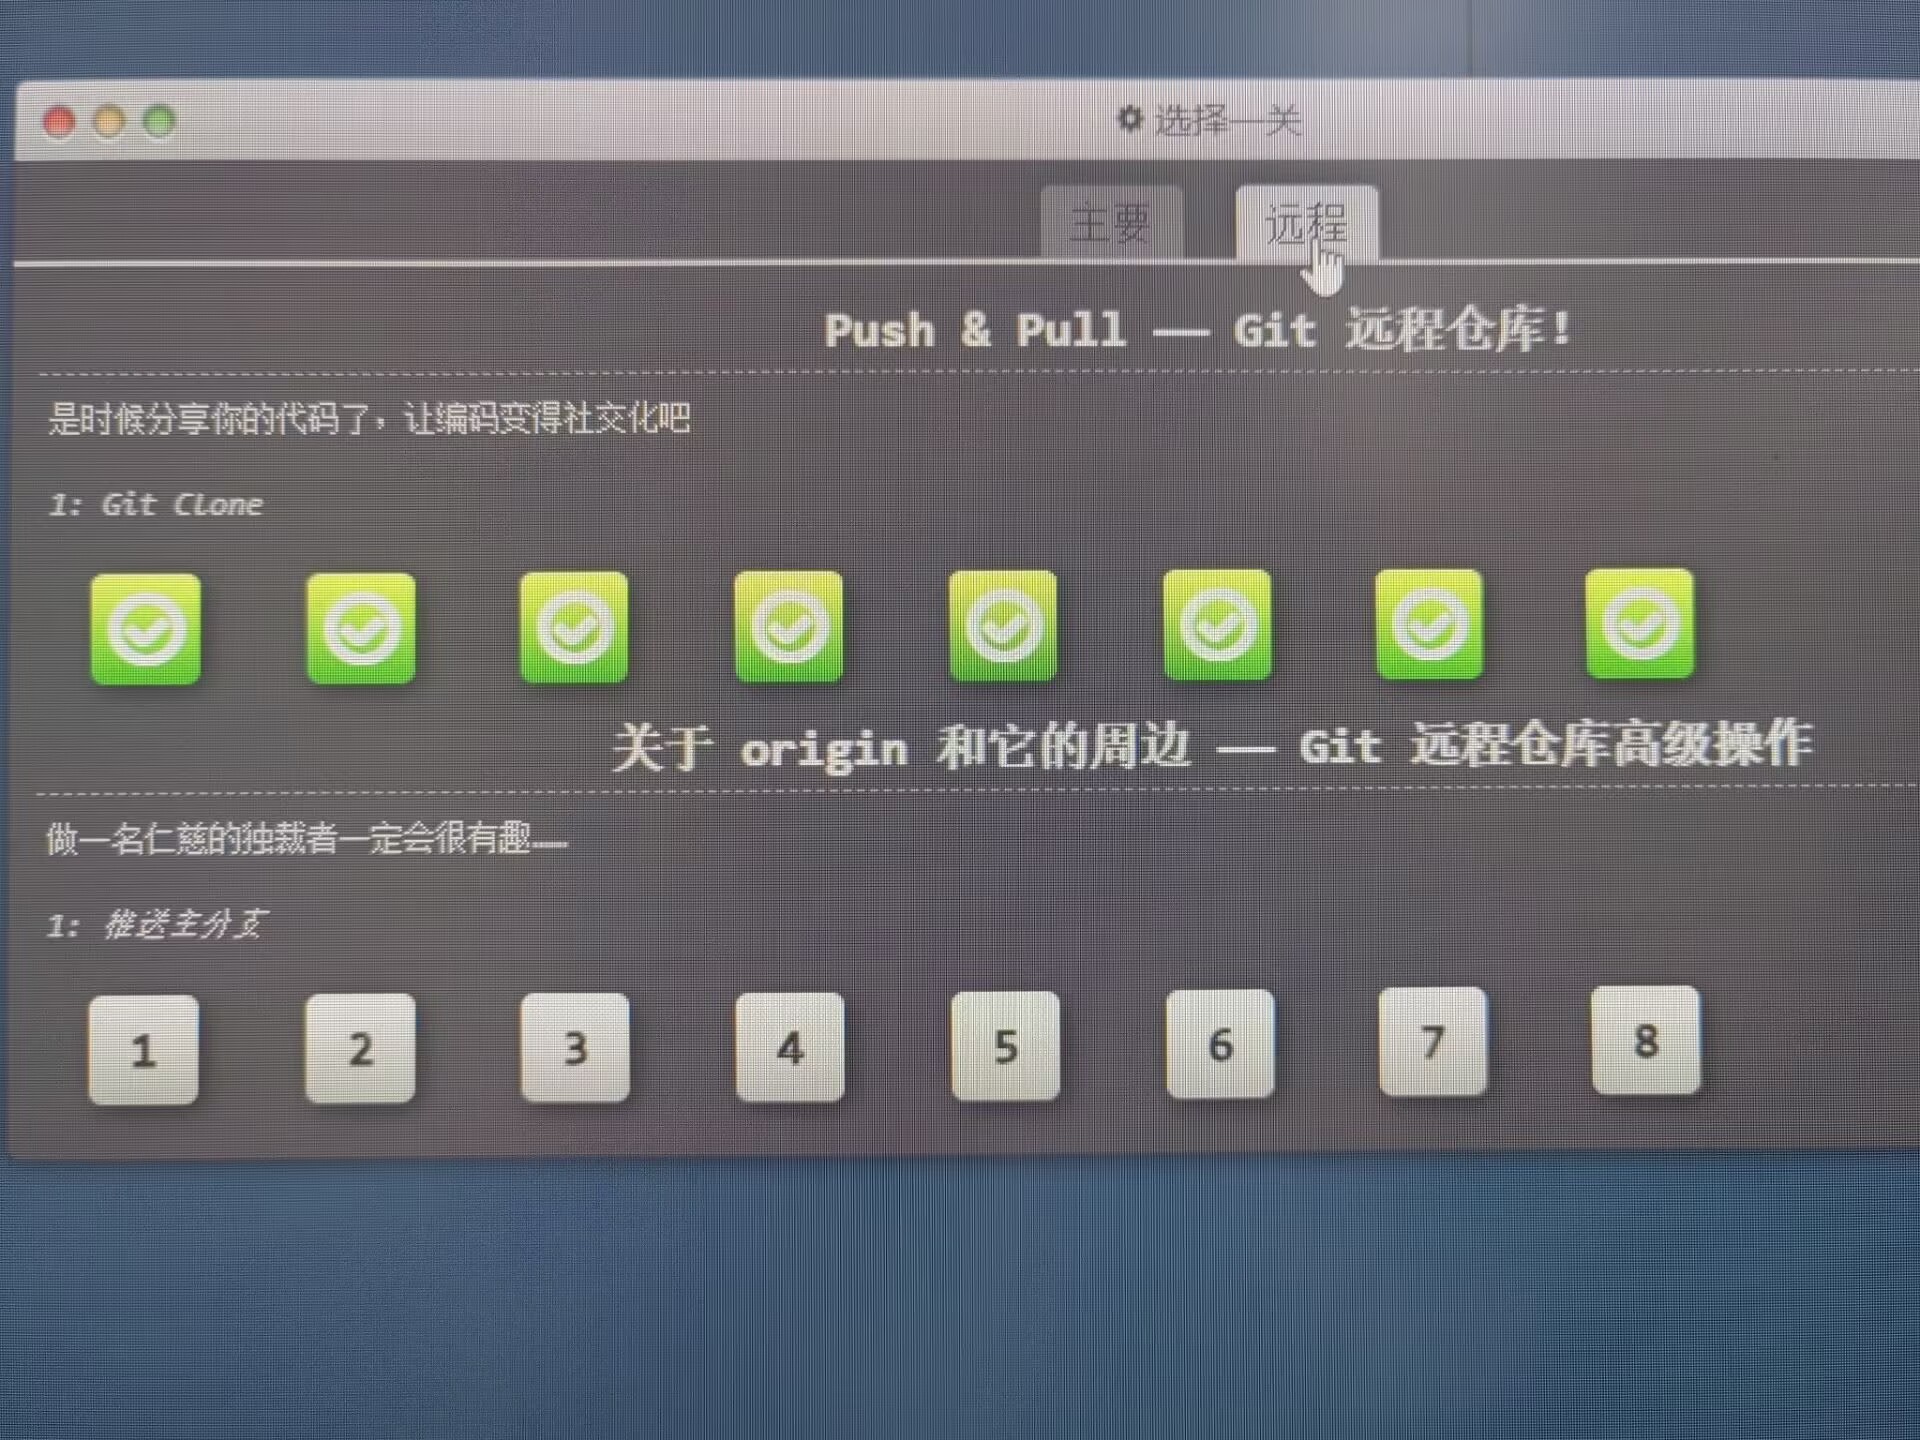 选择一关
主要 远程
Push & Pull —— Git 远程仓库!
是时候分享你的代码了，让编码变得社交化吧
1: Git Clone
关于 origin 和它的周边 —— Git 远程仓库高级操作
做一名仁慈的独裁者一定会很有趣……
1: 推送主分支
1 2 3 4 5 6 7 8